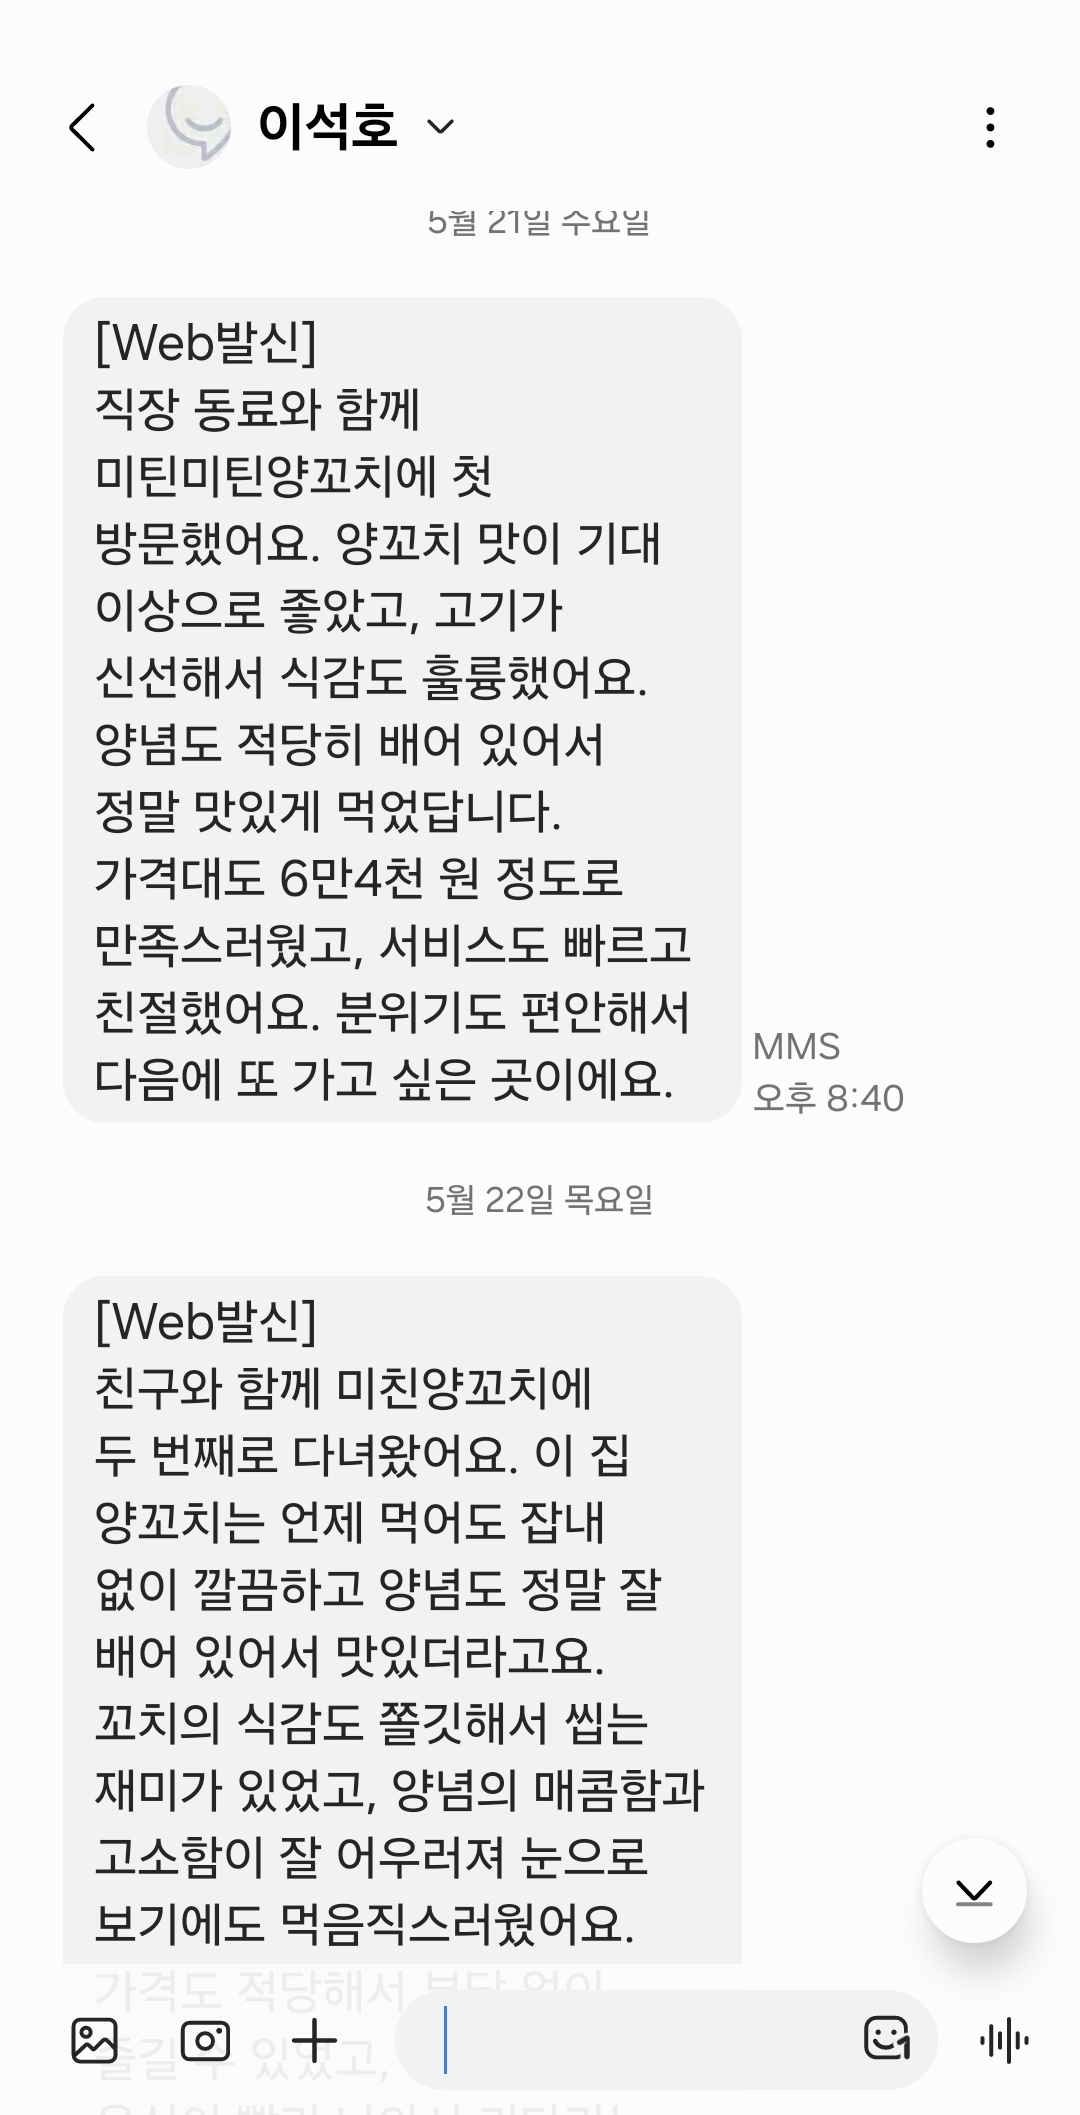 이석호
5월 21일 수요일
[Web발신]
직장 동료와 함께
미틴미틴양꼬치에 첫
방문했어요. 양꼬치 맛이 기대
이상으로 좋았고, 고기가
신선해서 식감도 훌륭했어요.
양념도 적당히 배어 있어서
정말 맛있게 먹었답니다.
가격대도 6만4천 원 정도로
만족스러웠고, 서비스도 빠르고
친절했어요. 분위기도 편안해서
다음에 또 가고 싶은 곳이에요.
MMS
오후 8:40
5월 22일 목요일
[Web발신]
친구와 함께 미친양꼬치에
두 번째로 다녀왔어요. 이 집
양꼬치는 언제 먹어도 잡내
없이 깔끔하고 양념도 정말 잘
배어 있어서 맛있더라고요.
꼬치의 식감도 쫄깃해서 씹는
재미가 있었고, 양념의 매콤함과
고소함이 잘 어우러져 눈으로
보기에도 먹음직스러웠어요.
가격도 적당해서 부담 없이
즐길 수 있었고,